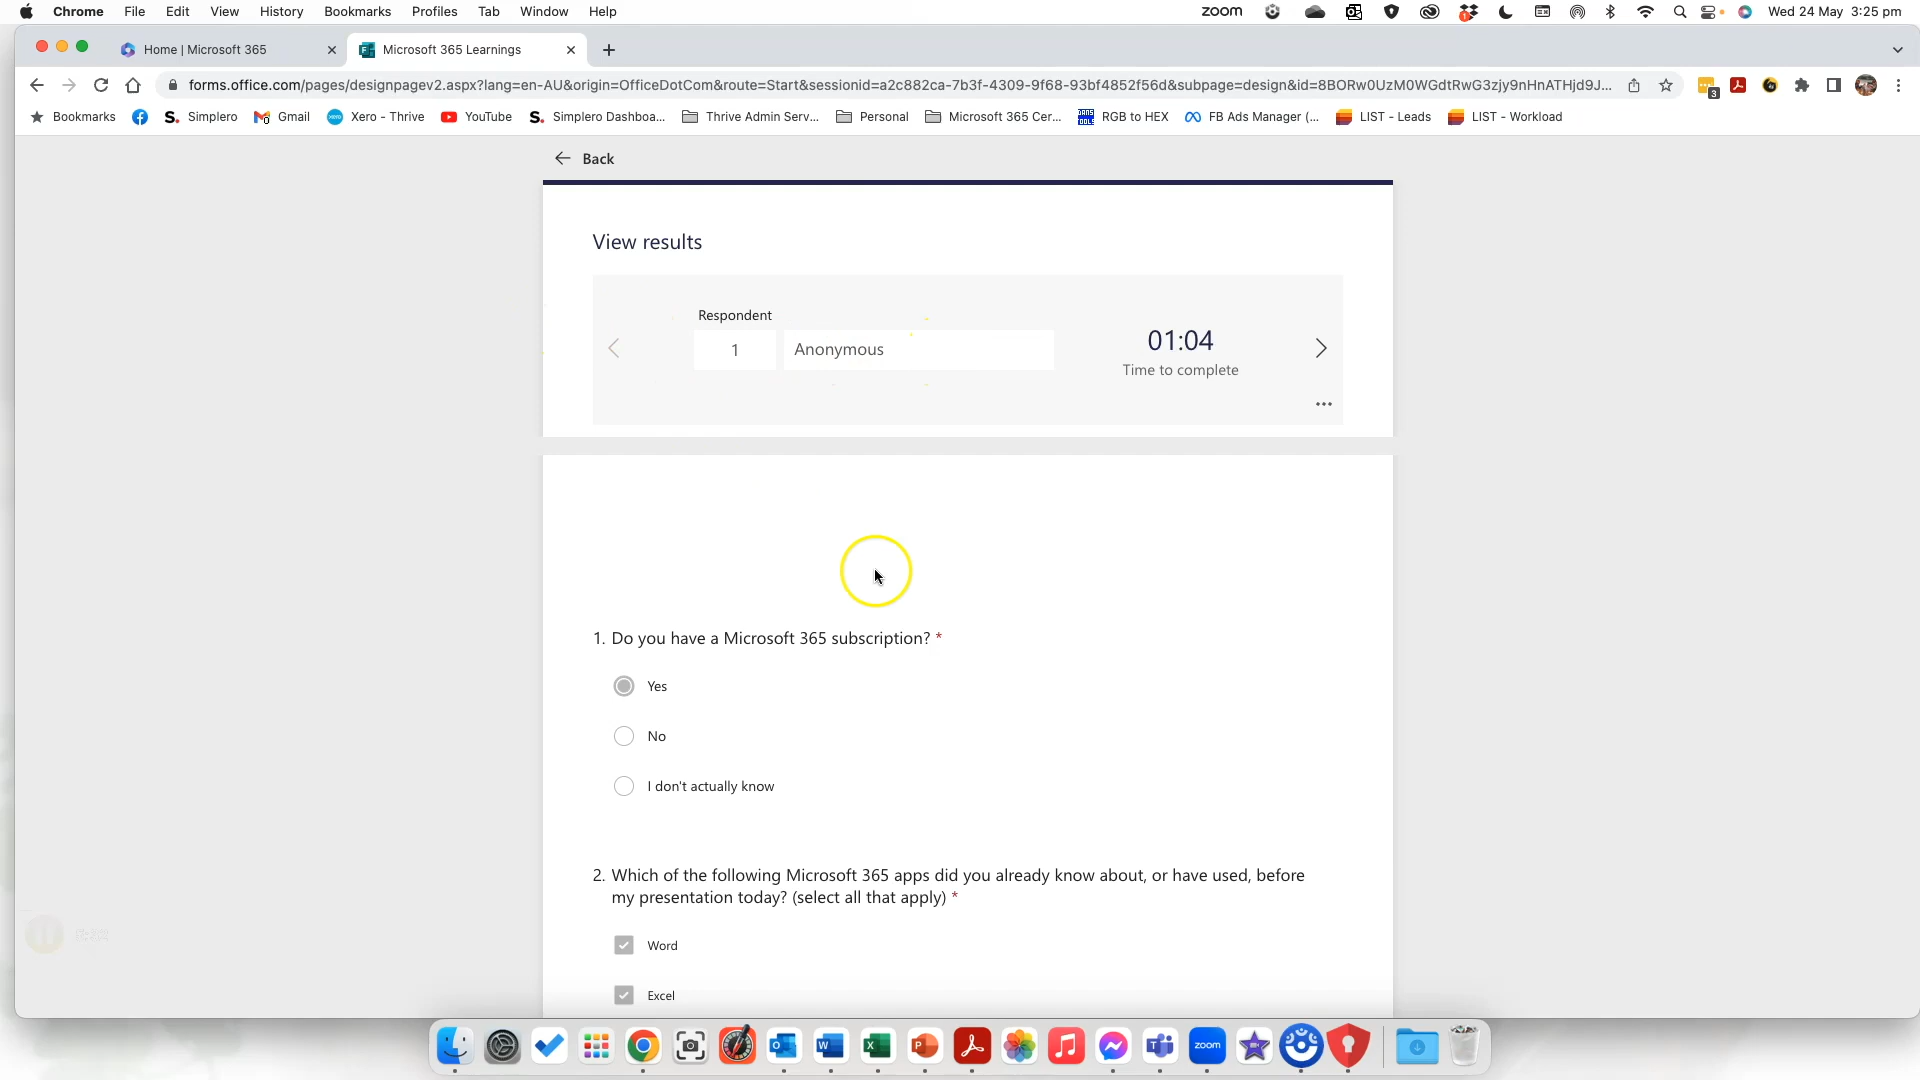 Chrome File Edit View History Bookmarks Profiles Tab Window Help
zoom
1
Wed 24 May 3:25 pm
Home | Microsoft 365
Microsoft 365 Learnings
forms.office.com/pages/designpagev2.aspx?lang=en-AU&origin=OfficeDotCom&route=Start&sessionid=a2c882ca-7b3f-4309-9f68-93bf4852f56d&subpage=design&id=8BORw0UzM0WGdtRwG3zjy9nHnATHjd9J...
3
Bookmarks
Simplero
Gmail
Xero - Thrive
YouTube
Simplero Dashboa...
Thrive Admin Serv...
Personal
Microsoft 365 Cer...
RGB to HEX
FB Ads Manager (...
LIST - Leads
LIST - Workload
Back
View results
Respondent
1
Anonymous
01:04
Time to complete
1. Do you have a Microsoft 365 subscription? *
Yes
No
I don't actually know
2. Which of the following Microsoft 365 apps did you already know about, or have used, before
my presentation today? (select all that apply) *
Word
Excel
zoom